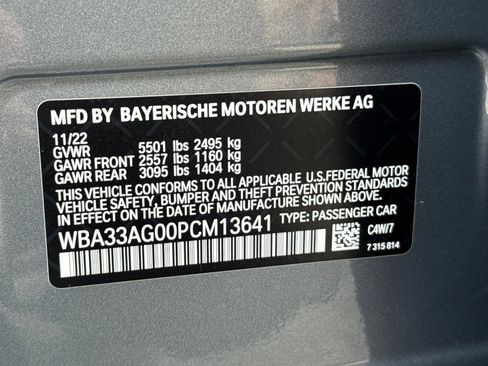 MFD BY BAYERISCHE MOTOREN WERKE AG
11/22
GVWR 5501 lbs 2495 kg
GAWR FRONT 2557 lbs 1160 kg
GAWR REAR 3095 lbs 1404 kg
THIS VEHICLE CONFORMS TO ALL APPLICABLE U.S.FEDERAL MOTOR
VEHICLE SAFETY, BUMPER AND THEFT PREVENTION STANDARDS
IN EFFECT ON THE DATE OF MANUFACTURE SHOWN ABOVE.
WBA33AG00PCM13641 TYPE: PASSENGER CAR
C4W/7
7 315 814